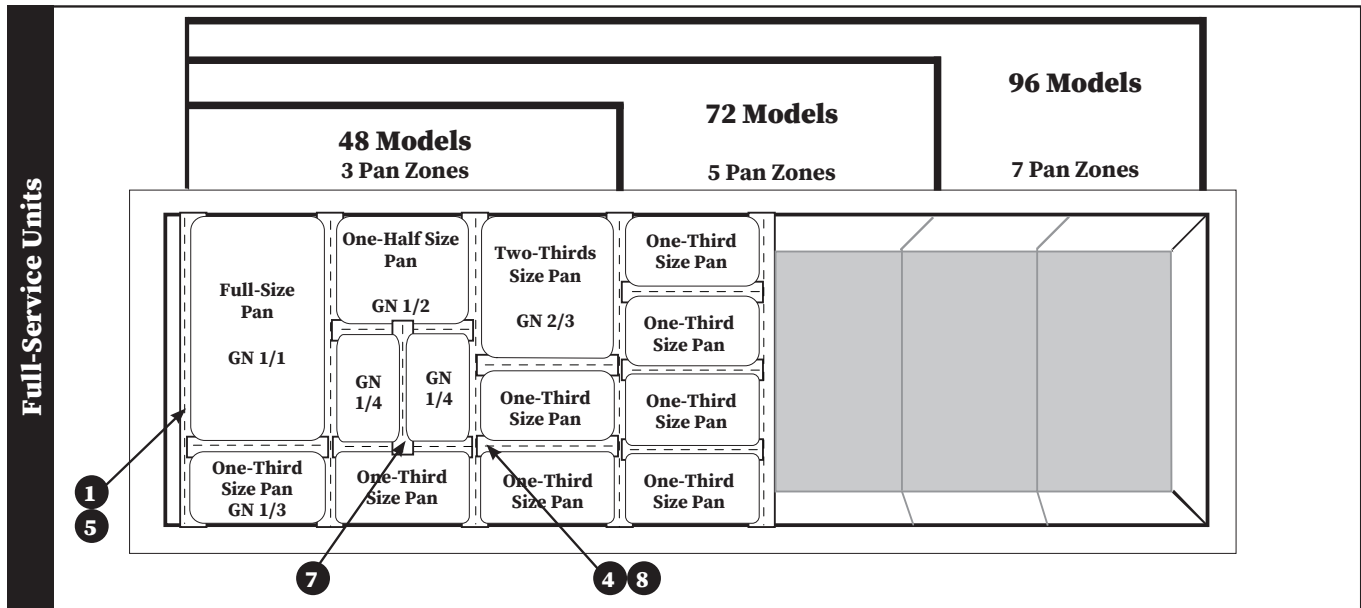 Full-Service Units
96 Models
7 Pan Zones
72 Models
5 Pan Zones
48 Models
3 Pan Zones
Full-Size
Pan
GN 1/1
One-Third
Size Pan
GN 1/3
One-Half Size
Pan
GN 1/2
GN
1/4
GN
1/4
One-Third
Size Pan
Two-Thirds
Size Pan
GN 2/3
One-Third
Size Pan
One-Third
Size Pan
One-Third
Size Pan
One-Third
Size Pan
One-Third
Size Pan
One-Third
Size Pan
1
5
7
4 8